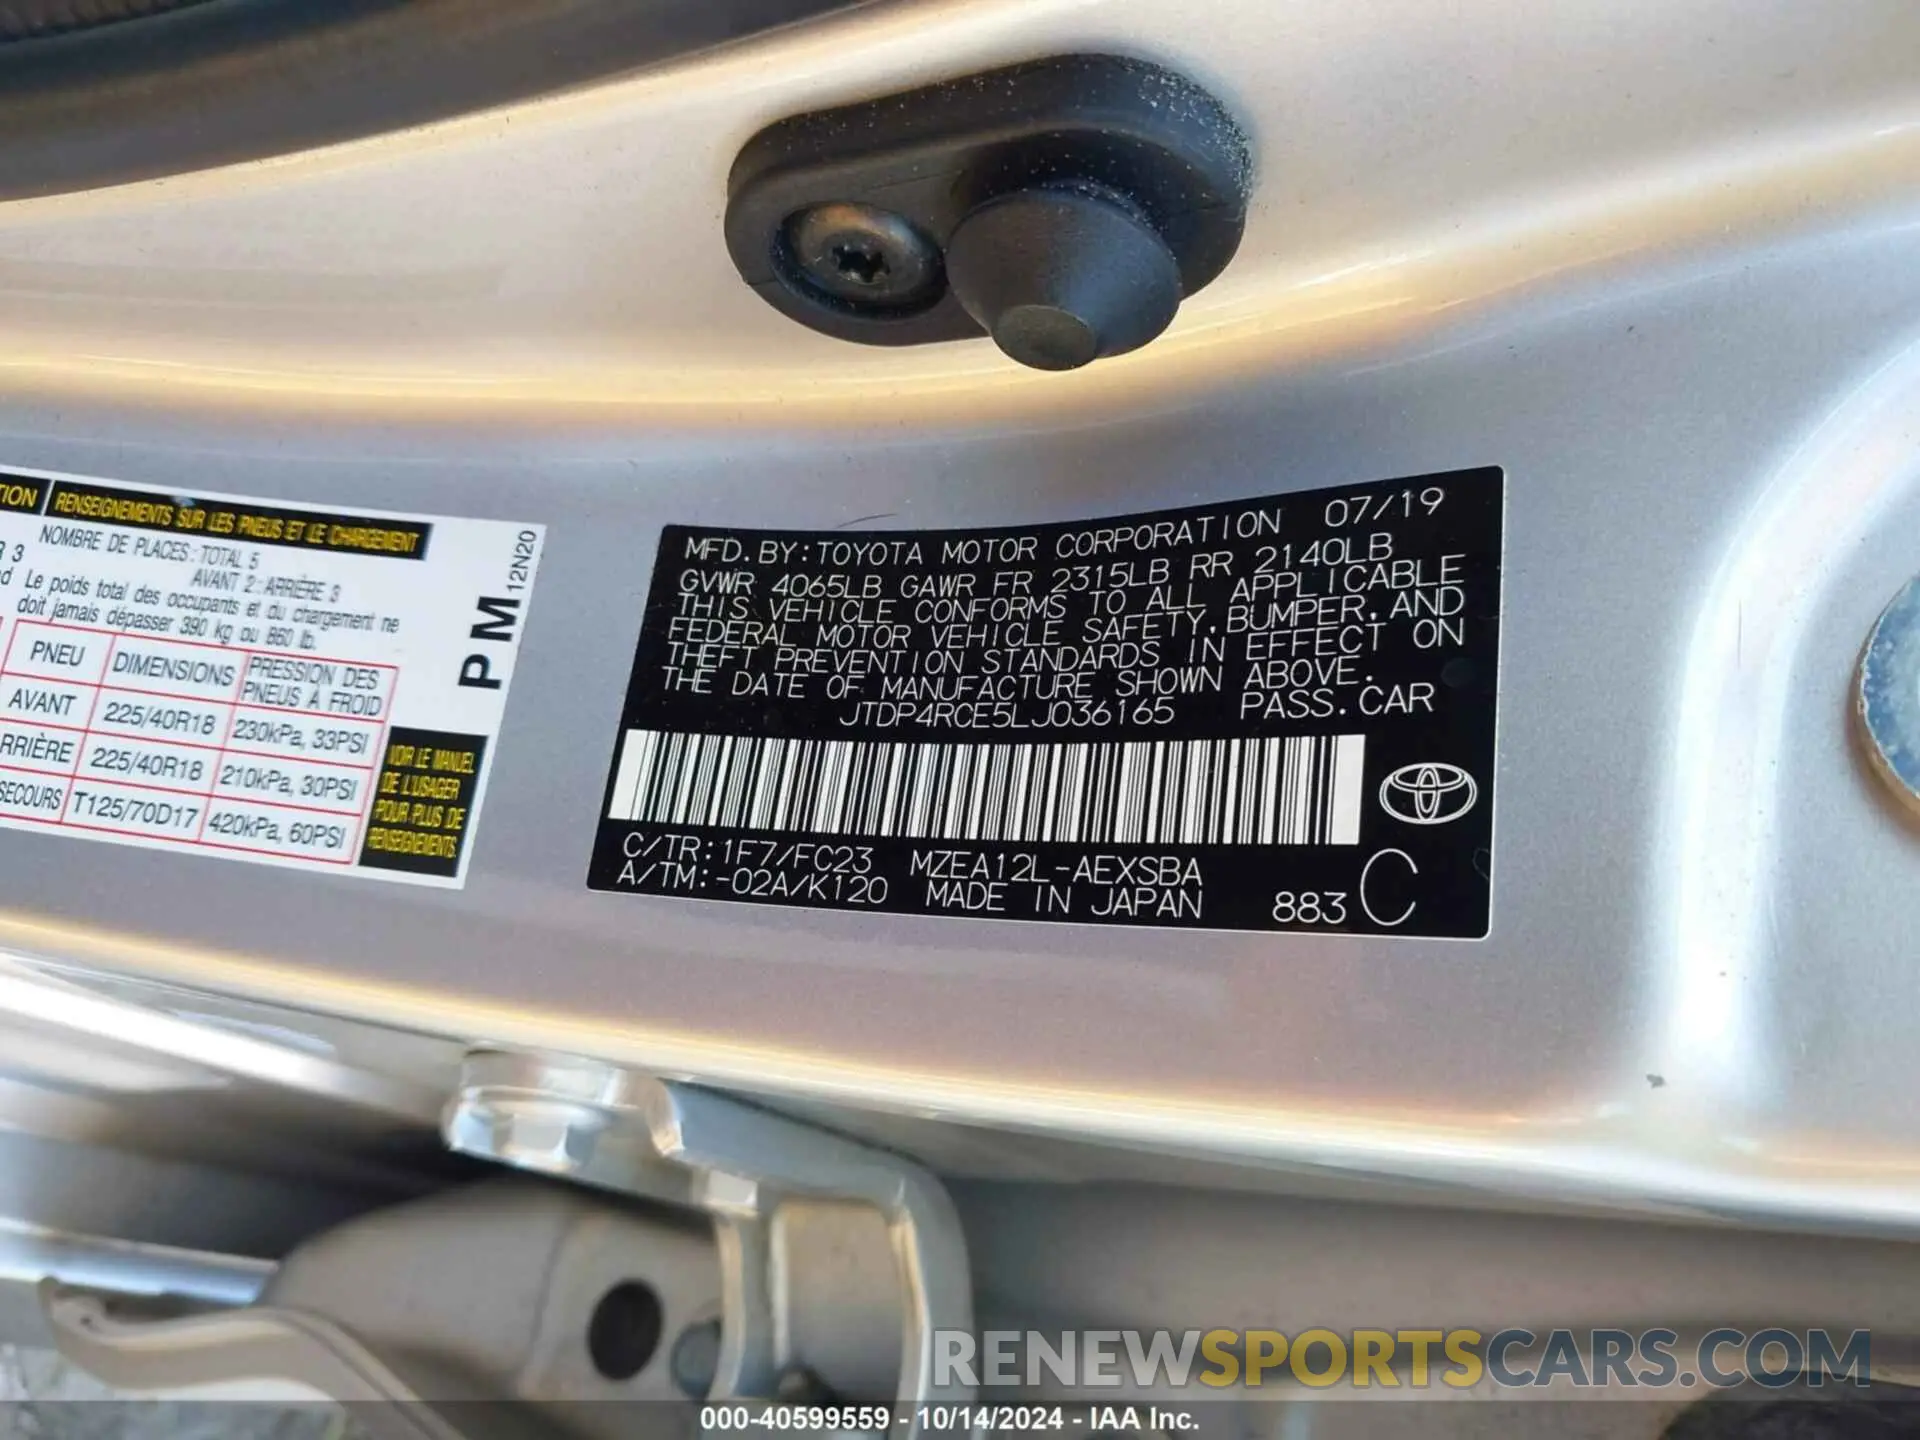 TION RENSEIGNEMENTS SUR LES PNEUS ET LE CHARGEMENT
R 3 NOMBRE DE PLACES : TOTAL 5
AVANT 2 : ARRIÈRE 3
d Le poids total des occupants et du chargement ne
doit jamais dépasser 390 kg ou 860 lb.
PNEU DIMENSIONS PRESSION DES PNEUS À FROID
AVANT 225/40R18 230kPa, 33PSI
RRIÈRE 225/40R18 210kPa, 30PSI
SECOURS T125/70D17 420kPa, 60PSI
VOIR LE MANUEL
DE L'USAGER
POUR PLUS DE
RENSEIGNEMENTS.
PM 12N20
MFD. BY: TOYOTA MOTOR CORPORATION 07/19
GVWR 4065LB GAWR FR 2315LB RR 2140LB
THIS VEHICLE CONFORMS TO ALL APPLICABLE
FEDERAL MOTOR VEHICLE SAFETY, BUMPER, AND
THEFT PREVENTION STANDARDS IN EFFECT ON
THE DATE OF MANUFACTURE SHOWN ABOVE.
JTDP4RCE5LJ036165 PASS. CAR
C/TR: 1F7/FC23 MZEA12L-AEXSBA
A/TM: -02A/K120 MADE IN JAPAN 883 C
RENEWSPORTSCARS.COM
000-40599559 - 10/14/2024 - IAA Inc.